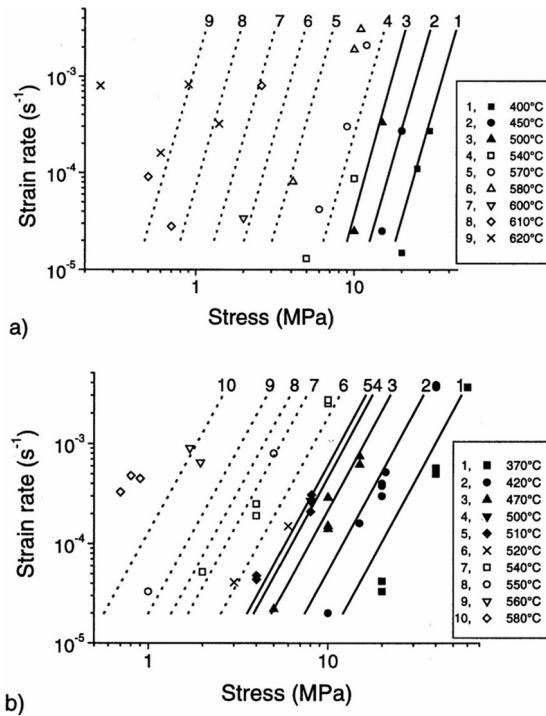 9 8 7 6 5 4 3 2 1
10⁻³
10⁻⁴
10⁻⁵
Strain rate (s⁻¹)
1, ■ 400°C
2, ● 450°C
3, ▲ 500°C
4, □ 540°C
5, ○ 570°C
6, △ 580°C
7, ▽ 600°C
8, ◇ 610°C
9, × 620°C
1 10
Stress (MPa)
a)
10 9 8 7 6 54 3 2 1
10⁻³
10⁻⁴
10⁻⁵
Strain rate (s⁻¹)
1, ■ 370°C
2, ● 420°C
3, ▲ 470°C
4, ▼ 500°C
5, ◆ 510°C
6, × 520°C
7, □ 540°C
8, ○ 550°C
9, ▽ 560°C
10, ◇ 580°C
1 10
Stress (MPa)
b)